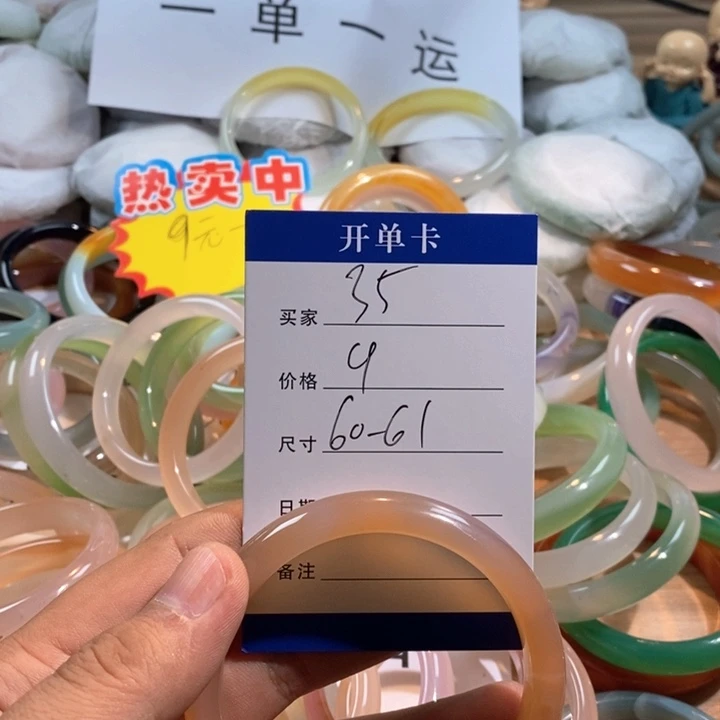 一单一运
热卖中
9元一
开单卡
买家 35
价格 9
尺寸 60-61
日期
备注